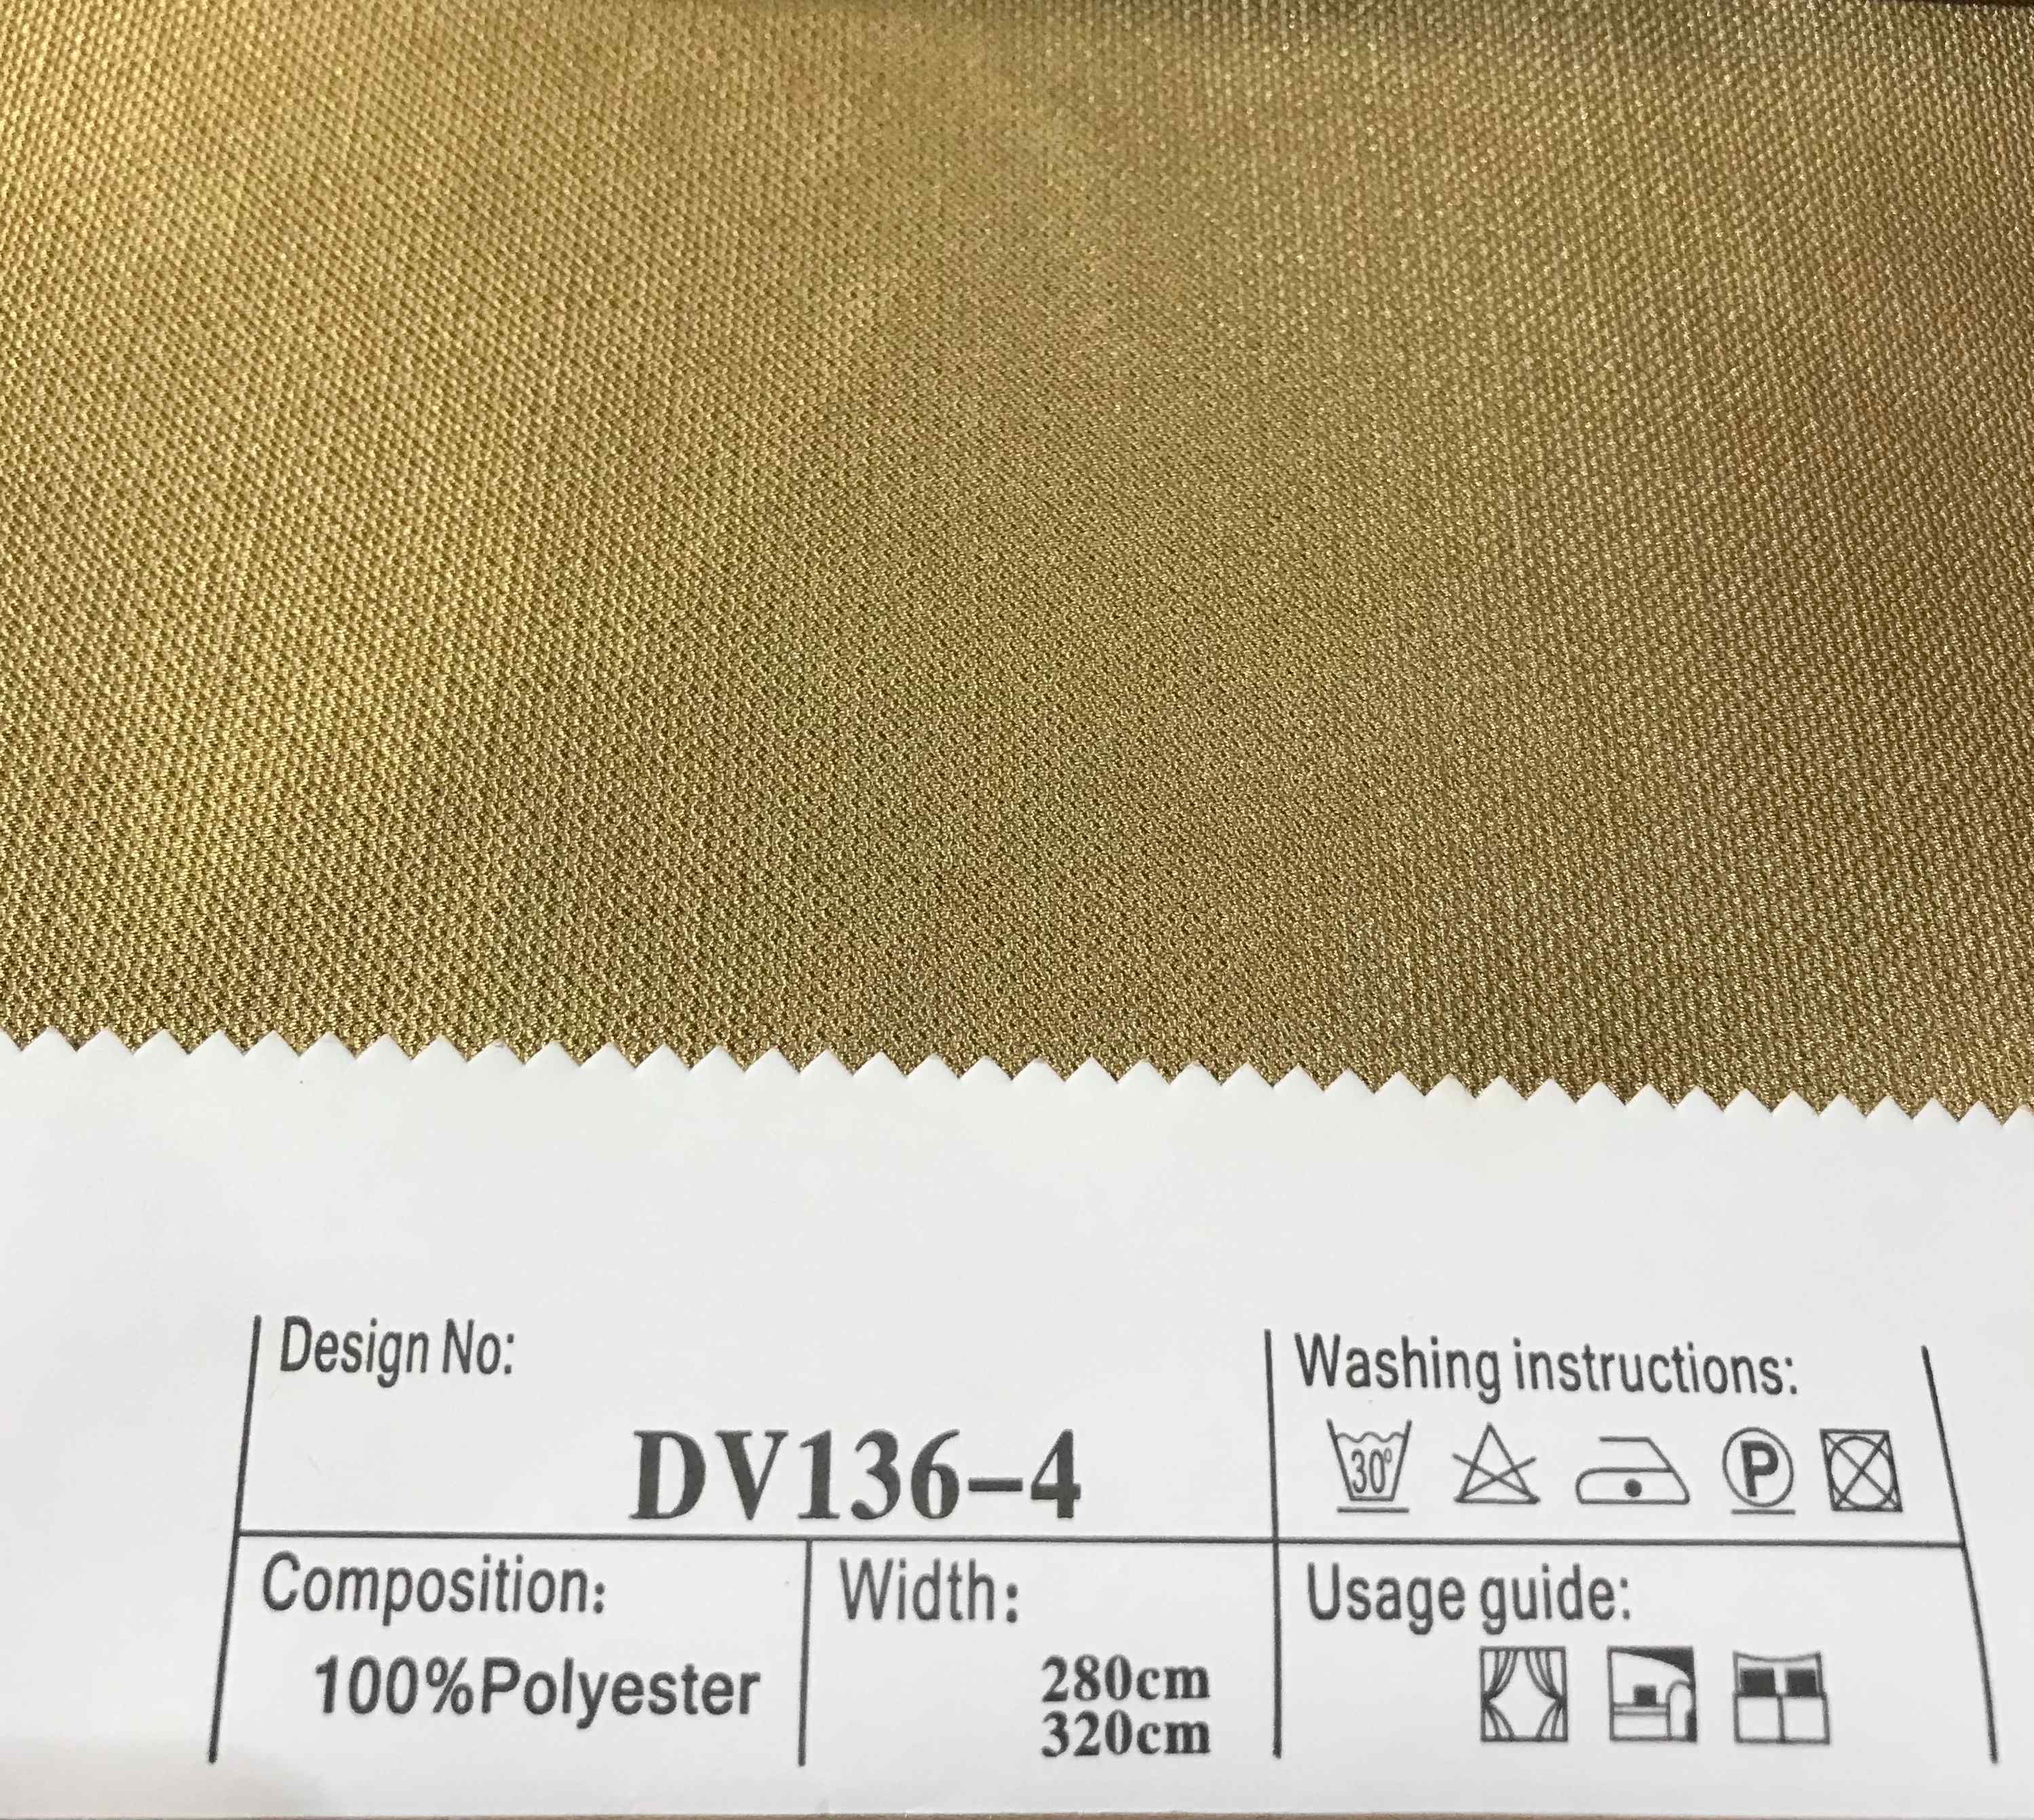 Design No:
DV136-4
Washing instructions:
30°
P
Composition:
100%Polyester
Width:
280cm
320cm
Usage guide: